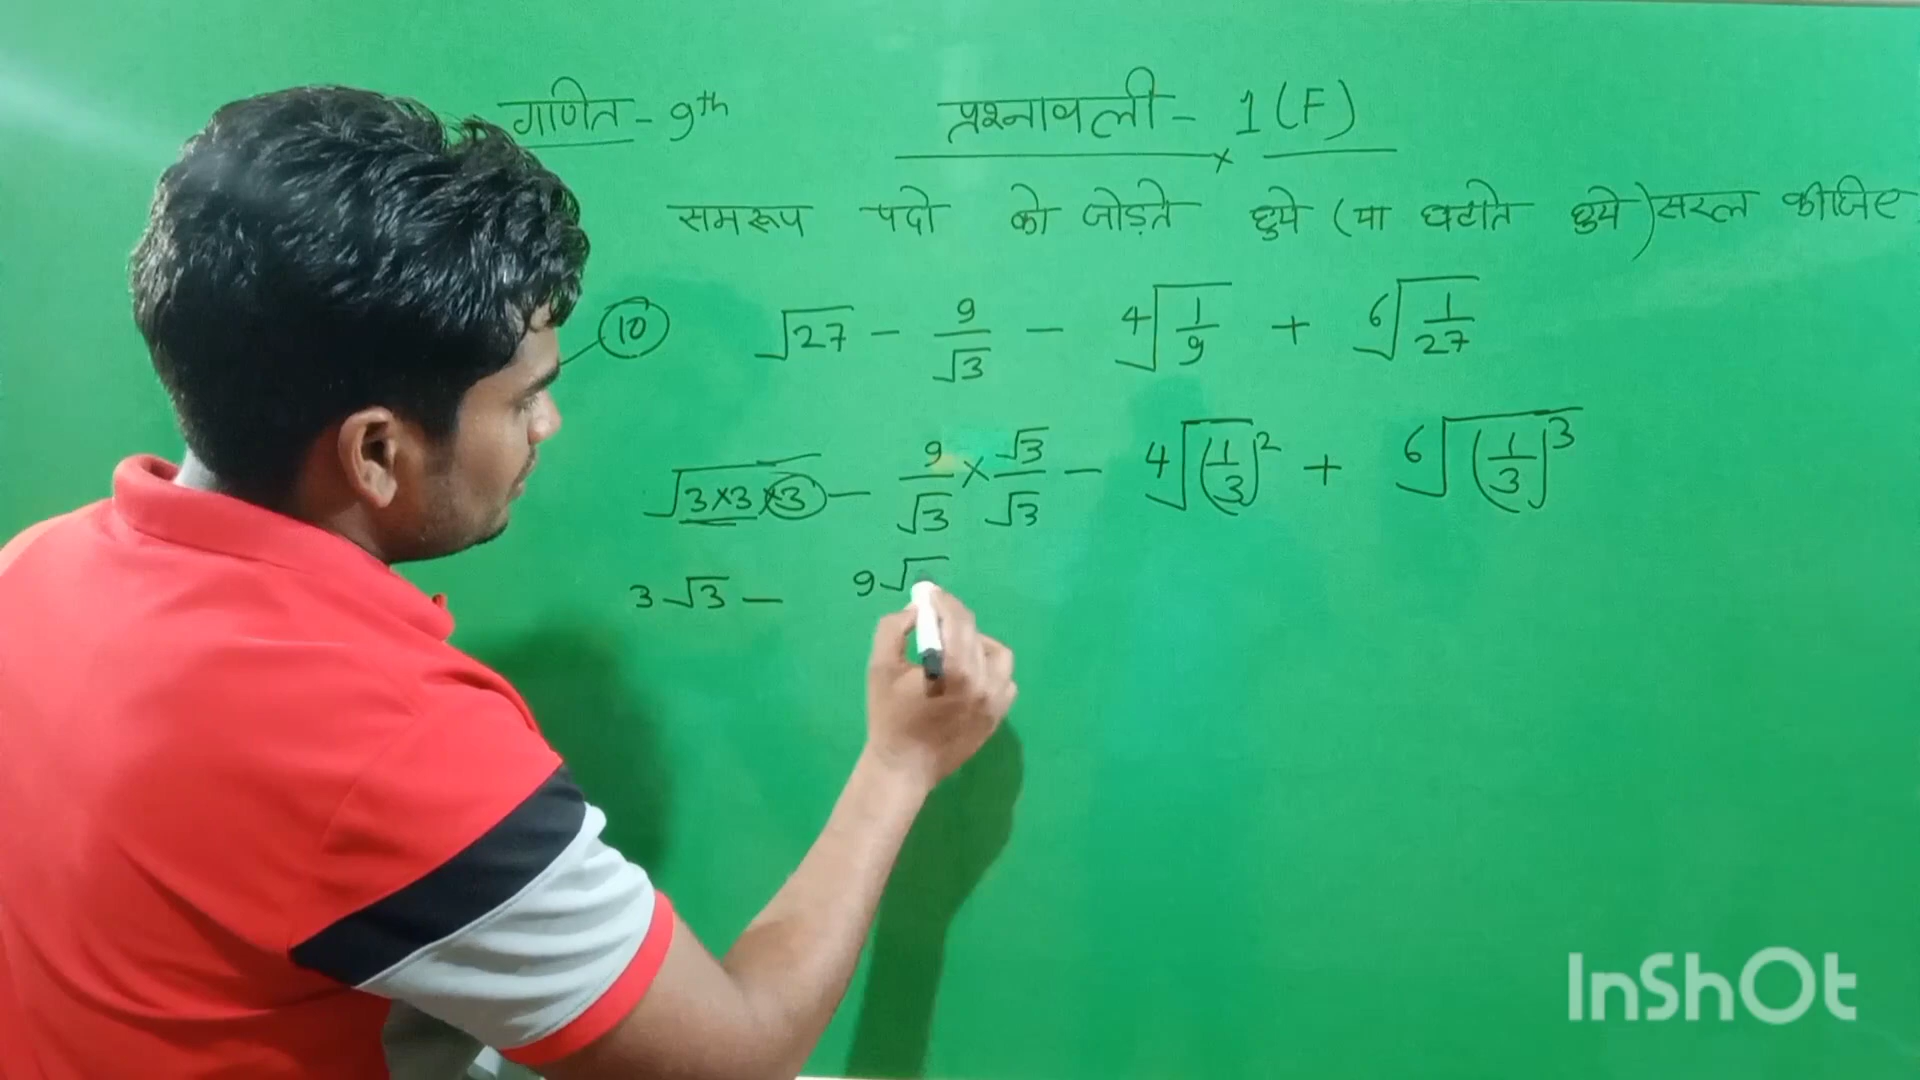 गणित - 9th प्रश्नावली - 1(F)
समरूप पदो को जोड़ते हुये (या घटाते हुये) सरल कीजिए
10 √27 - 9/√3 - ⁴√(1/9) + ⁶√(1/27)
√(3×3×3) - 9/√3 × √3/√3 - ⁴√(1/3)² + ⁶√(1/3)³
3√3 - 9√
InShOt